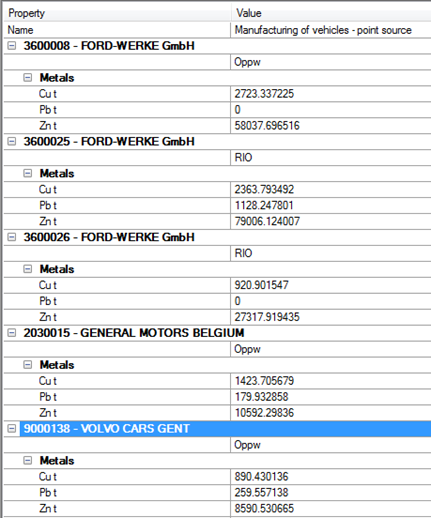 Property Value
Name Manufacturing of vehicles - point source
3600008 - FORD-WERKE GmbH
Oppw
Metals
Cu t 2723.337225
Pb t 0
Zn t 58037.696516
3600025 - FORD-WERKE GmbH
RIO
Metals
Cu t 2363.793492
Pb t 1128.247801
Zn t 79006.124007
3600026 - FORD-WERKE GmbH
RIO
Metals
Cu t 920.901547
Pb t 0
Zn t 27317.919435
2030015 - GENERAL MOTORS BELGIUM
Oppw
Metals
Cu t 1423.705679
Pb t 179.932858
Zn t 10592.29836
9000138 - VOLVO CARS GENT
Oppw
Metals
Cu t 890.430136
Pb t 259.557138
Zn t 8590.530665